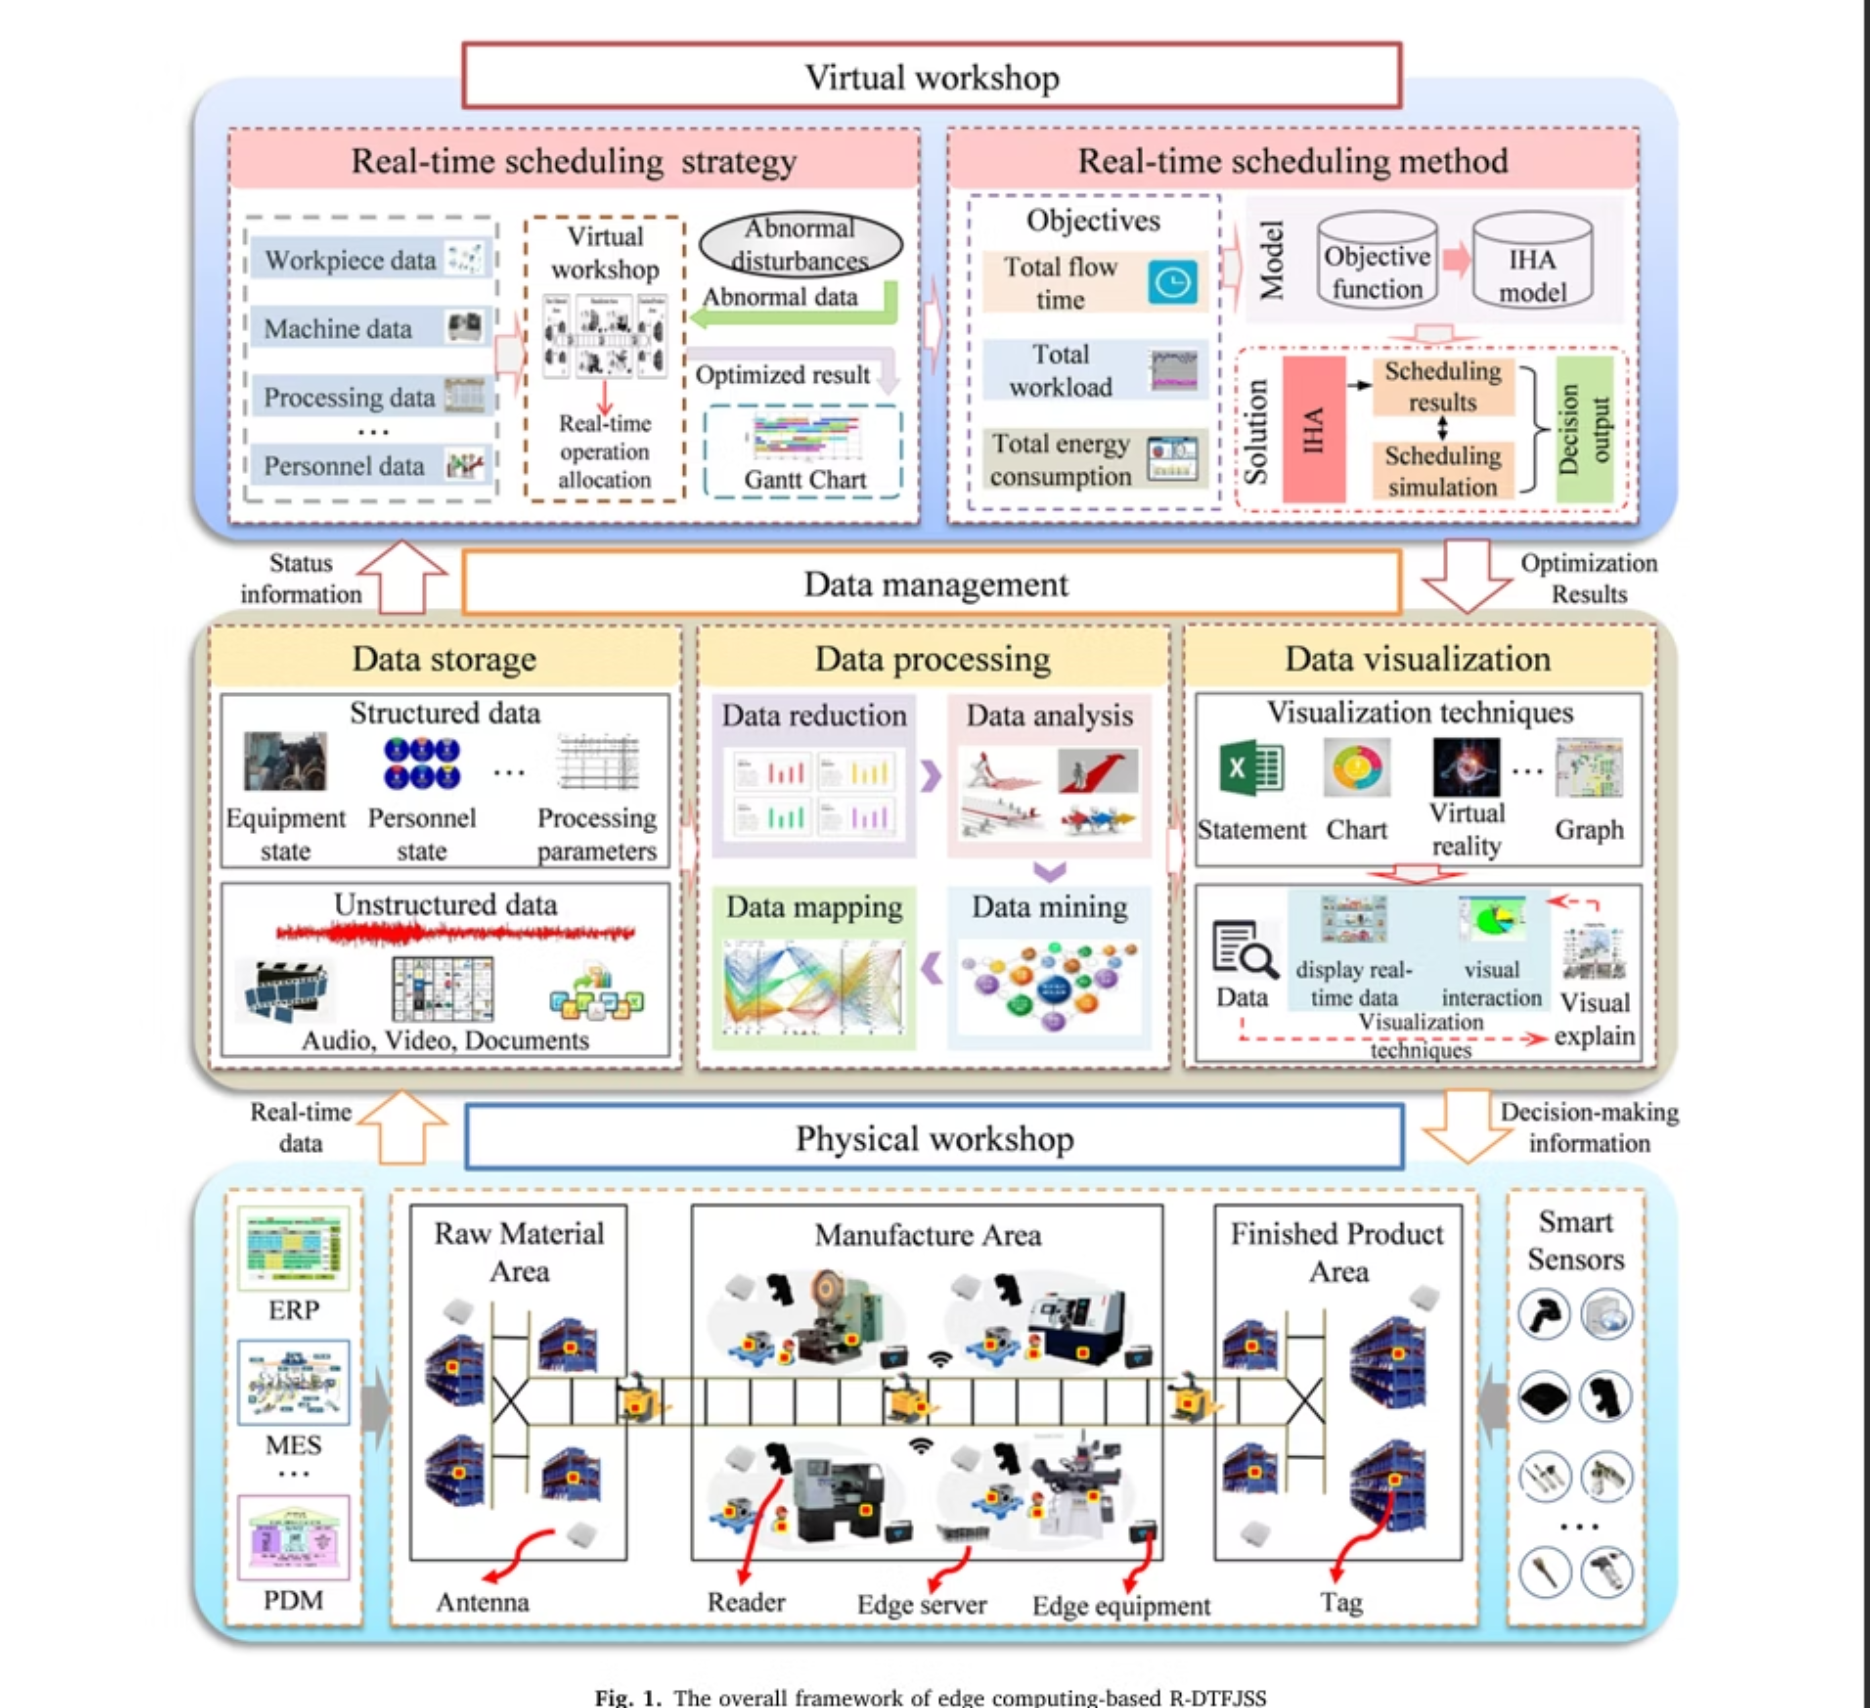 Virtual workshop
Real-time scheduling strategy
Workpiece data
Machine data
Processing data
...
Personnel data
Virtual
workshop
Real-time
operation
allocation
Abnormal
disturbances
Abnormal data
Optimized result
Gantt Chart
Real-time scheduling method
Objectives
Total flow
time
Total
workload
Total energy
consumption
Model
Objective
function
IHA
model
Solution
IHA
Scheduling
results
Scheduling
simulation
Decision
output
Status
information
Data management
Optimization
Results
Data storage
Structured data
...
Equipment
state
Personnel
state
Processing
parameters
Unstructured data
Audio, Video, Documents
Data processing
Data reduction
Data analysis
Data mapping
Data mining
Data visualization
Visualization techniques
...
Statement
Chart
Virtual
reality
Graph
Data
display real-
time data
visual
interaction
Visual
explain
Visualization
techniques
Real-time
data
Physical workshop
Decision-making
information
ERP
MES
...
PDM
Raw Material
Area
Manufacture Area
Finished Product
Area
Antenna
Reader
Edge server
Edge equipment
Tag
Smart
Sensors
...
Fig. 1. The overall framework of edge computing-based R-DTFJSS